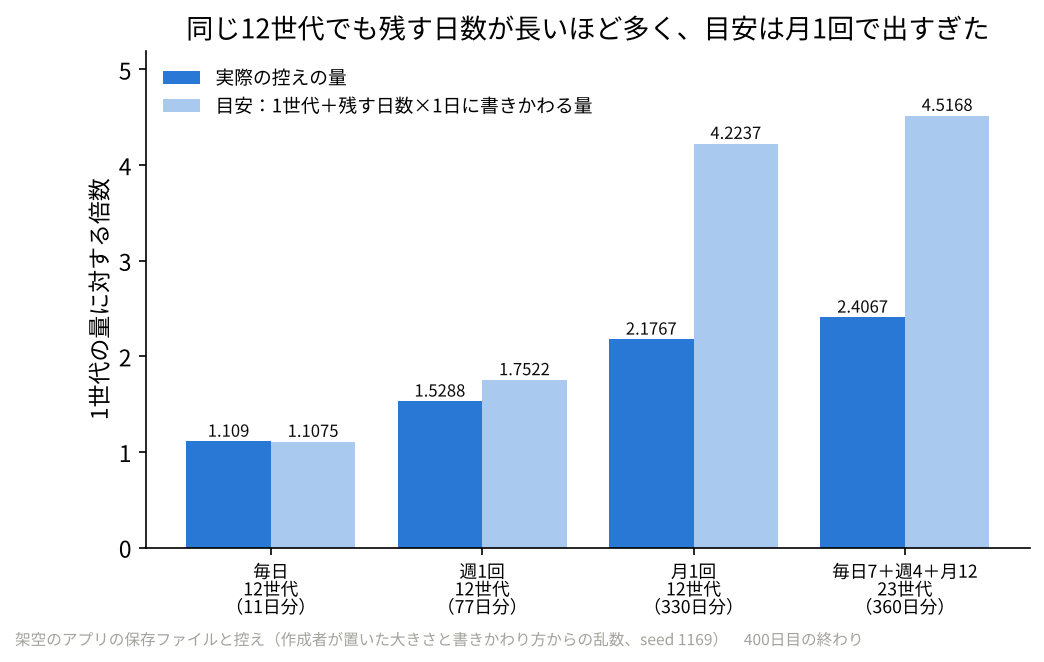 同じ12世代でも残す日数が長いほど多く、目安は月1回で出すぎた
実際の控えの量
目安：1世代＋残す日数×1日に書きかわる量
1世代の量に対する倍数
5
4
3
2
1
0
1.109
1.1075
1.5288
1.7522
2.1767
4.2237
2.4067
4.5168
毎日
12世代
（11日分）
週1回
12世代
（77日分）
月1回
12世代
（330日分）
毎日7＋週4＋月12
23世代
（360日分）
架空のアプリの保存ファイルと控え（作成者が置いた大きさと書きかわり方からの乱数、seed 1169）　400日目の終わり